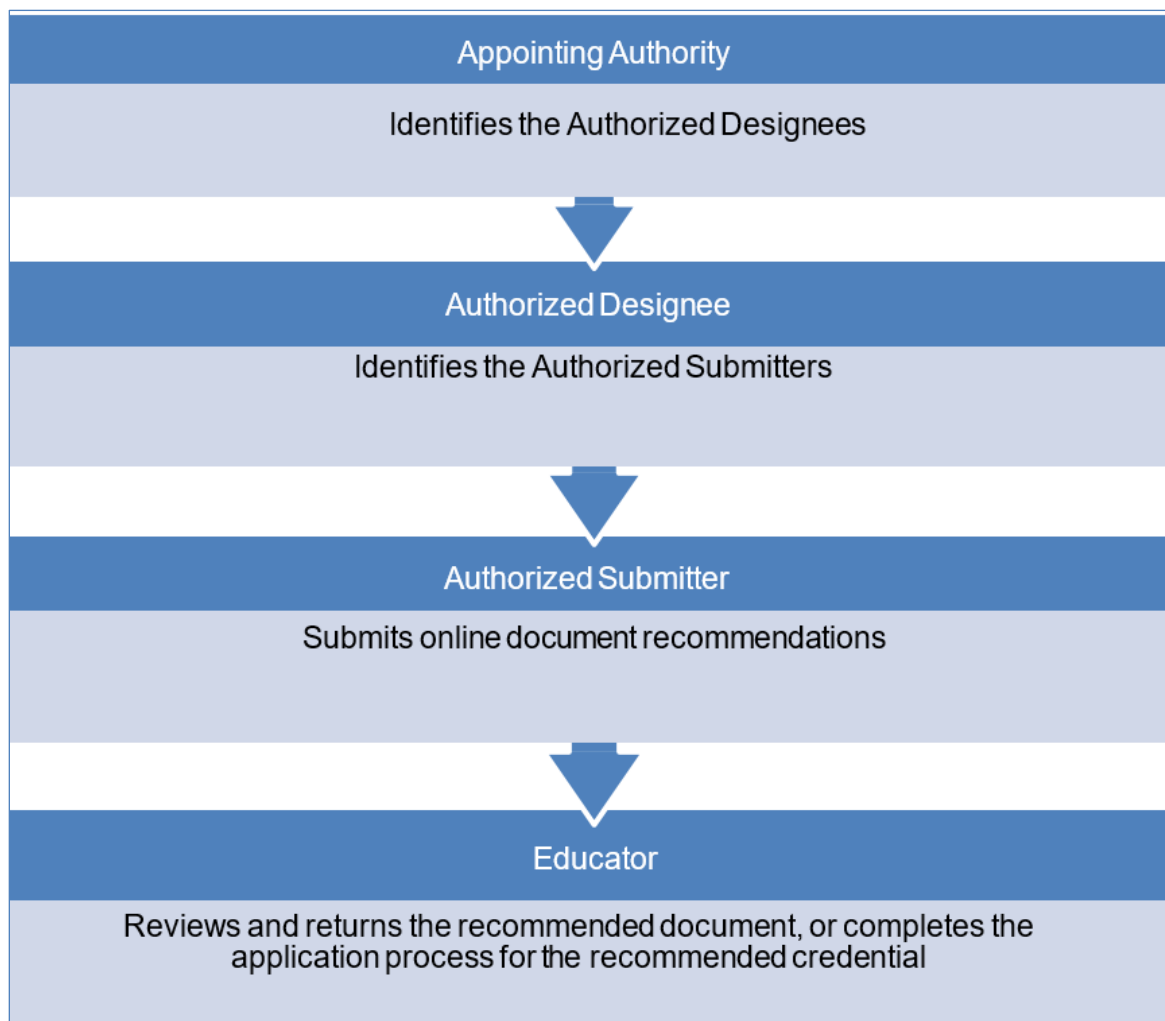 Appointing Authority
Identifies the Authorized Designees
Authorized Designee
Identifies the Authorized Submitters
Authorized Submitter
Submits online document recommendations
Educator
Reviews and returns the recommended document, or completes the
application process for the recommended credential